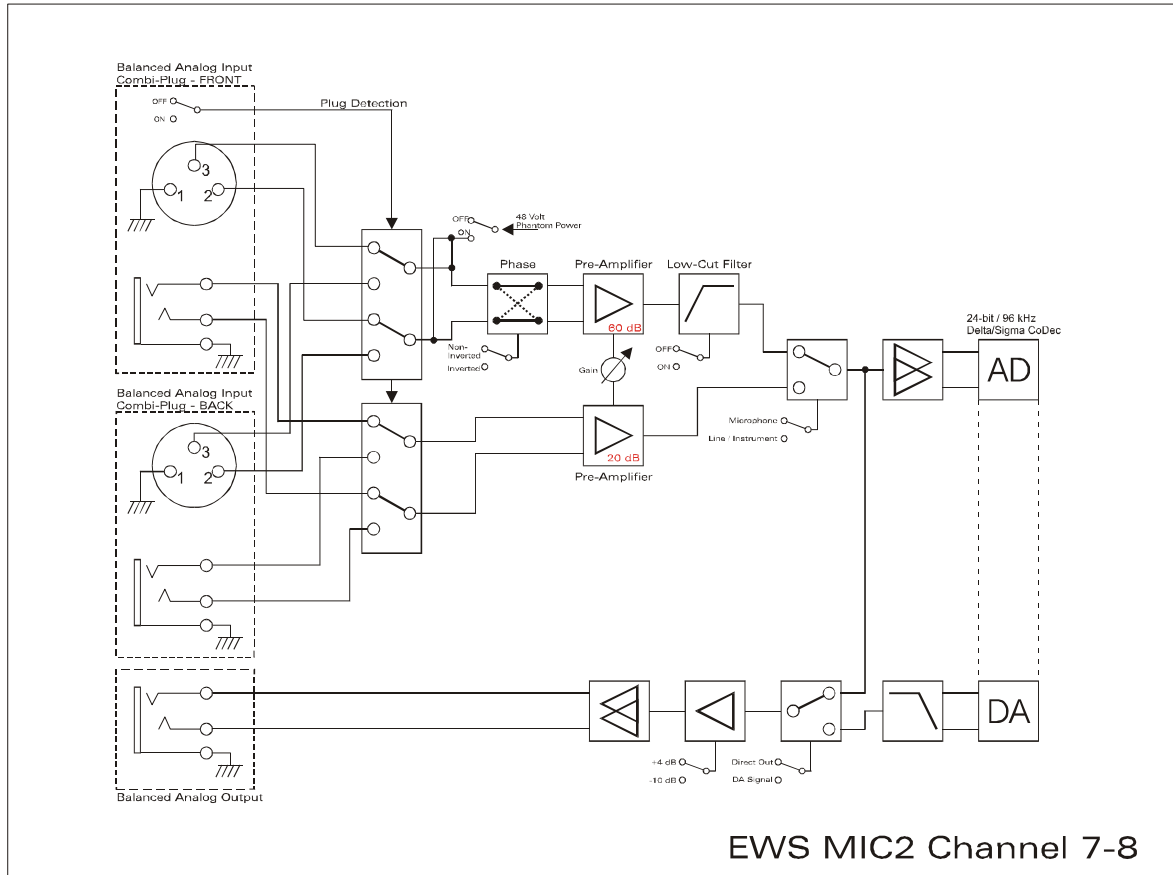 Balanced Analog Input
Combi-Plug - FRONT
OFF
ON
Plug Detection
3
1
2
OFF
ON
48 Volt
Phantom Power
Phase
Pre-Amplifier
Low-Cut Filter
60 dB
Non-
Inverted
Inverted
Gain
OFF
ON
24-bit / 96 kHz
Delta/Sigma CoDec
AD
Balanced Analog Input
Combi-Plug - BACK
3
1
2
20 dB
Pre-Amplifier
Microphone
Line / Instrument
DA
+4 dB
-10 dB
Direct Out
DA Signal
Balanced Analog Output
EWS MIC2 Channel 7-8